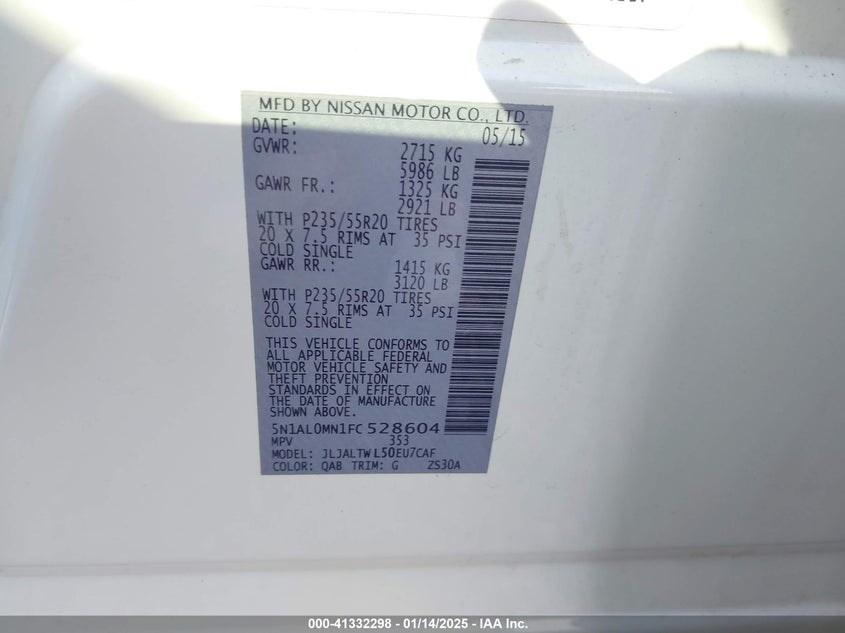 MFD BY NISSAN MOTOR CO., LTD.
DATE: 05/15
GVWR: 2715 KG
5986 LB
GAWR FR.: 1325 KG
2921 LB
WITH P235/55R20 TIRES
20 X 7.5 RIMS AT 35 PSI
COLD SINGLE
GAWR RR.: 1415 KG
3120 LB
WITH P235/55R20 TIRES
20 X 7.5 RIMS AT 35 PSI
COLD SINGLE
THIS VEHICLE CONFORMS TO
ALL APPLICABLE FEDERAL
MOTOR VEHICLE SAFETY AND
THEFT PREVENTION
STANDARDS IN EFFECT ON
THE DATE OF MANUFACTURE
SHOWN ABOVE.
5N1AL0MN1FC528604
MPV 353
MODEL: JLJALTWL50EU7CAF
COLOR: QAB TRIM: G ZS30A
000-41332298 - 01/14/2025 - IAA Inc.